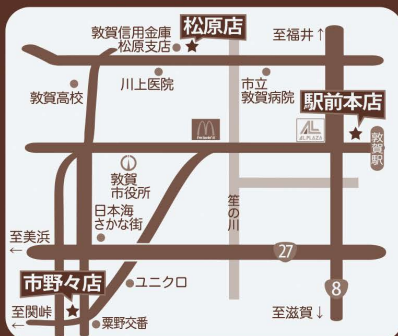 敦賀信用金庫
松原支店
松原店
至福井↑
敦賀高校
川上医院
市立
敦賀病院
駅前本店
McDonald's
AL.PLAZA
敦賀駅
敦賀
市役所
笙の川
日本海
さかな街
至美浜
←
27
市野々店
ユニクロ
8
至関峠
←
粟野交番
至滋賀↓